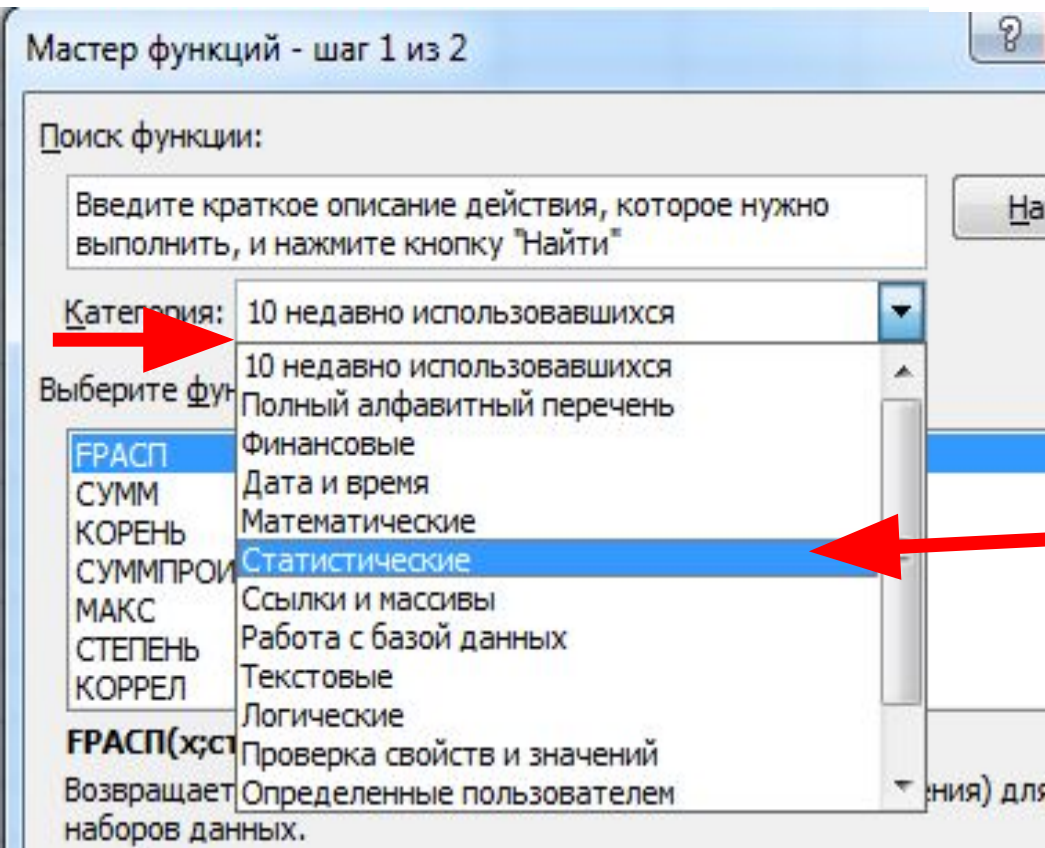 Мастер функций - шаг 1 из 2
?
Поиск функции:
Введите краткое описание действия, которое нужно
выполнить, и нажмите кнопку "Найти"
На
Категория: 10 недавно использовавшихся
10 недавно использовавшихся
Полный алфавитный перечень
Финансовые
Дата и время
Математические
Статистические
Ссылки и массивы
Работа с базой данных
Текстовые
Логические
Проверка свойств и значений
Определенные пользователем
Выберите фун
FРАСП
СУММ
КОРЕНЬ
СУММПРОИ
МАКС
СТЕПЕНЬ
КОРРЕЛ
FРАСП(x;ст
Возвращает ения) для
наборов данных.